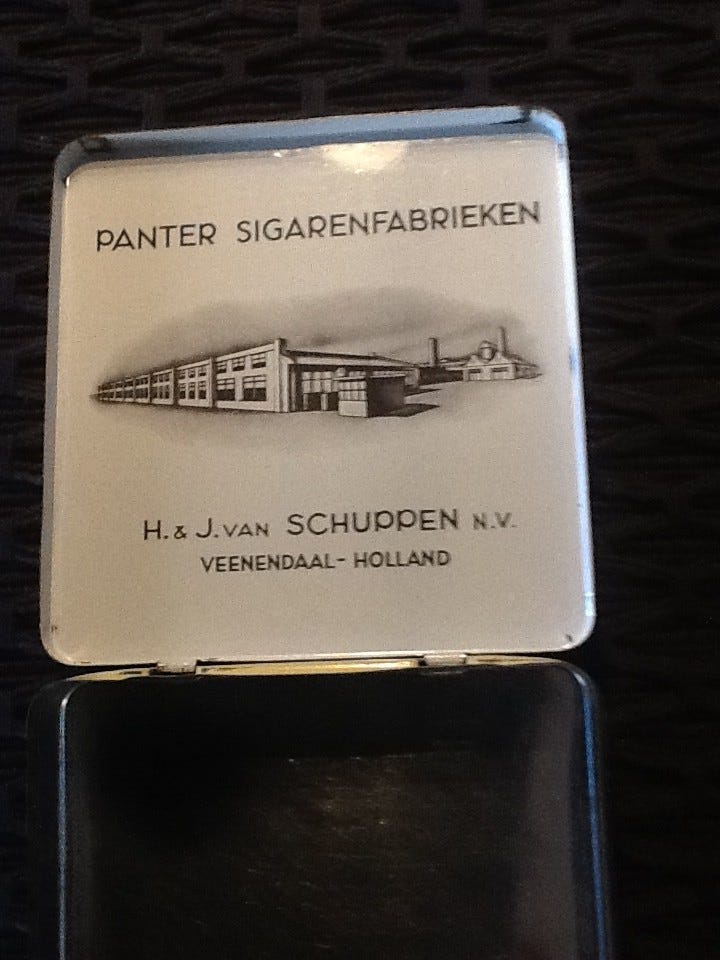 PANTER SIGARENFABRIEKEN
H. & J. VAN SCHUPPEN N.V.
VEENENDAAL - HOLLAND